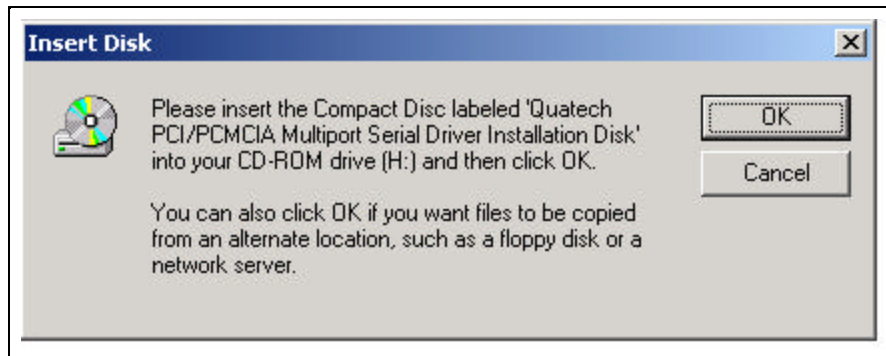 Insert Disk
Please insert the Compact Disc labeled 'Quatech
PCI/PCMCIA Multiport Serial Driver Installation Disk'
into your CD-ROM drive (H:) and then click OK.
You can also click OK if you want files to be copied
from an alternate location, such as a floppy disk or a
network server.
OK
Cancel